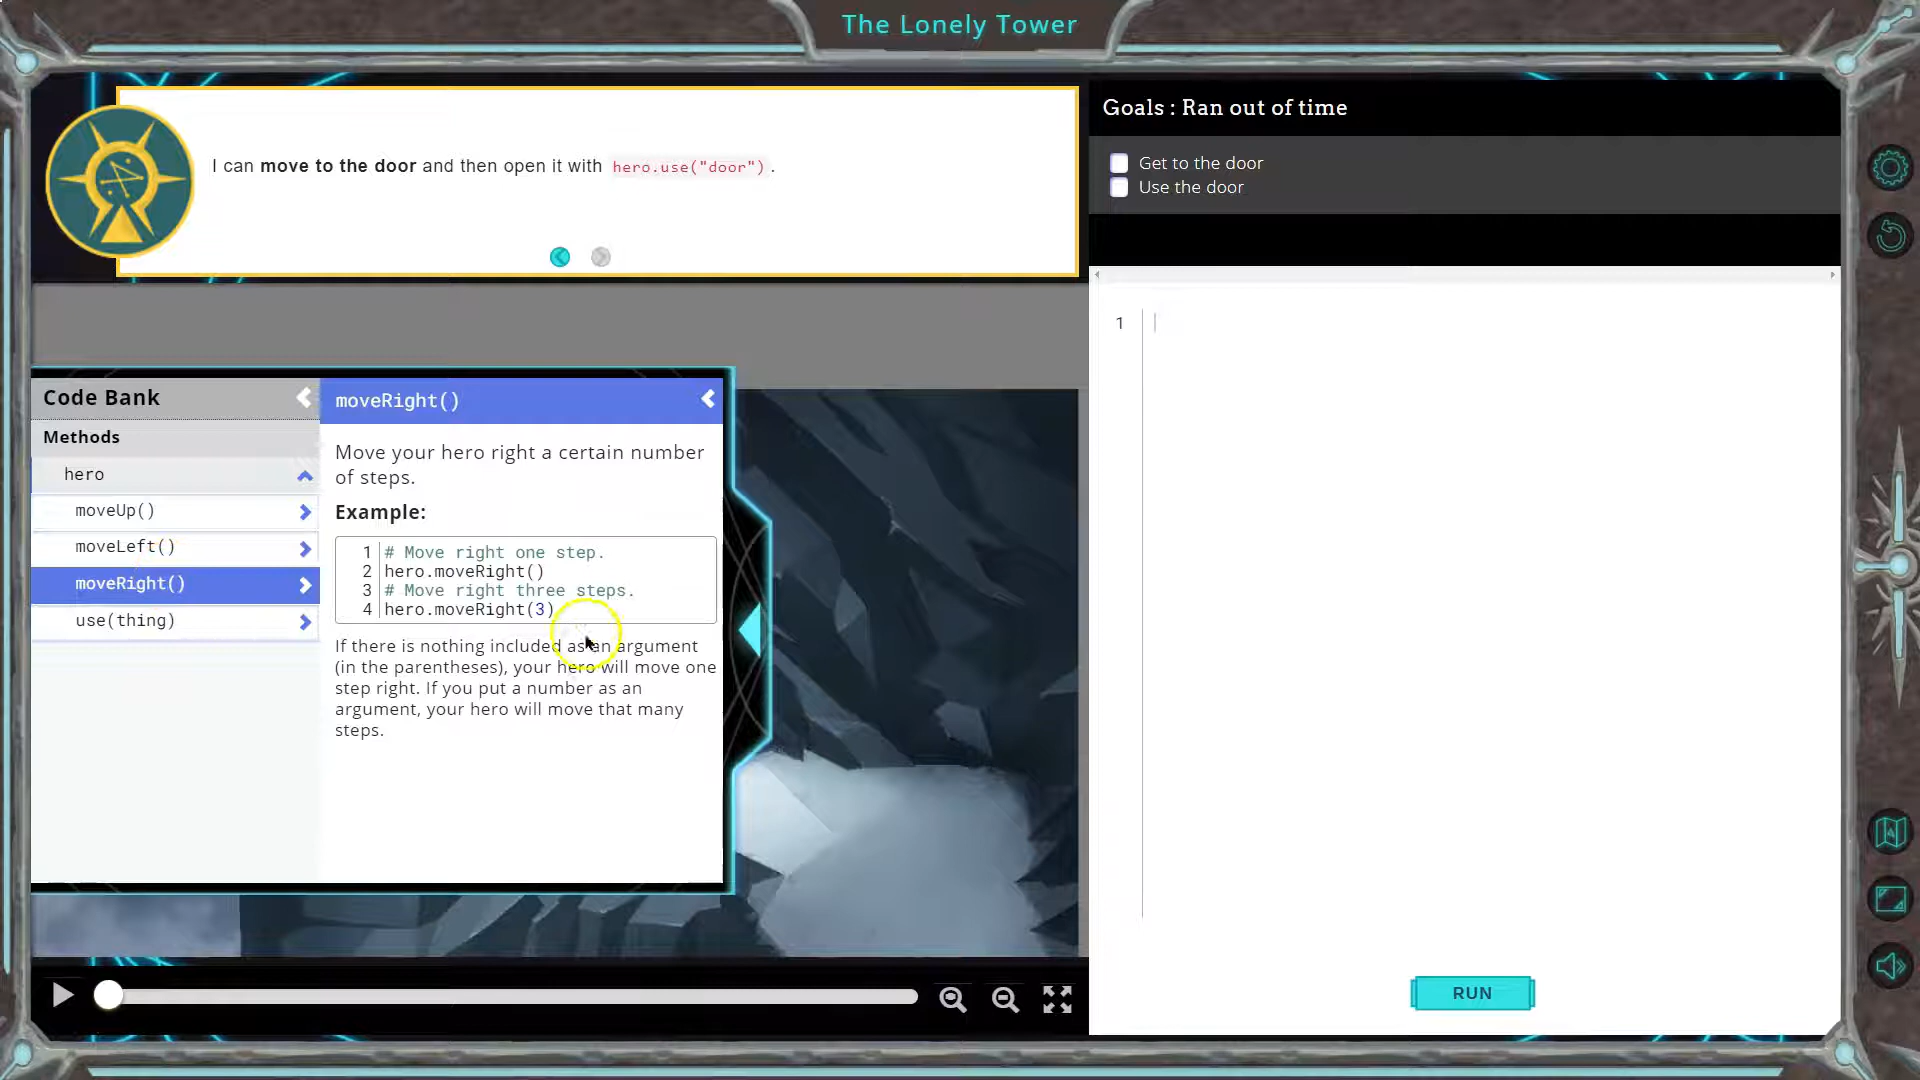 The Lonely Tower
I can move to the door and then open it with hero.use("door") .
Goals : Ran out of time
Get to the door
Use the door
1
Code Bank
Methods
hero
moveUp()
moveLeft()
moveRight()
use(thing)
moveRight()
Move your hero right a certain number
of steps.
Example:
1 # Move right one step.
2 hero.moveRight()
3 # Move right three steps.
4 hero.moveRight(3)
If there is nothing included as an argument
(in the parentheses), your hero will move one
step right. If you put a number as an
argument, your hero will move that many
steps.
RUN